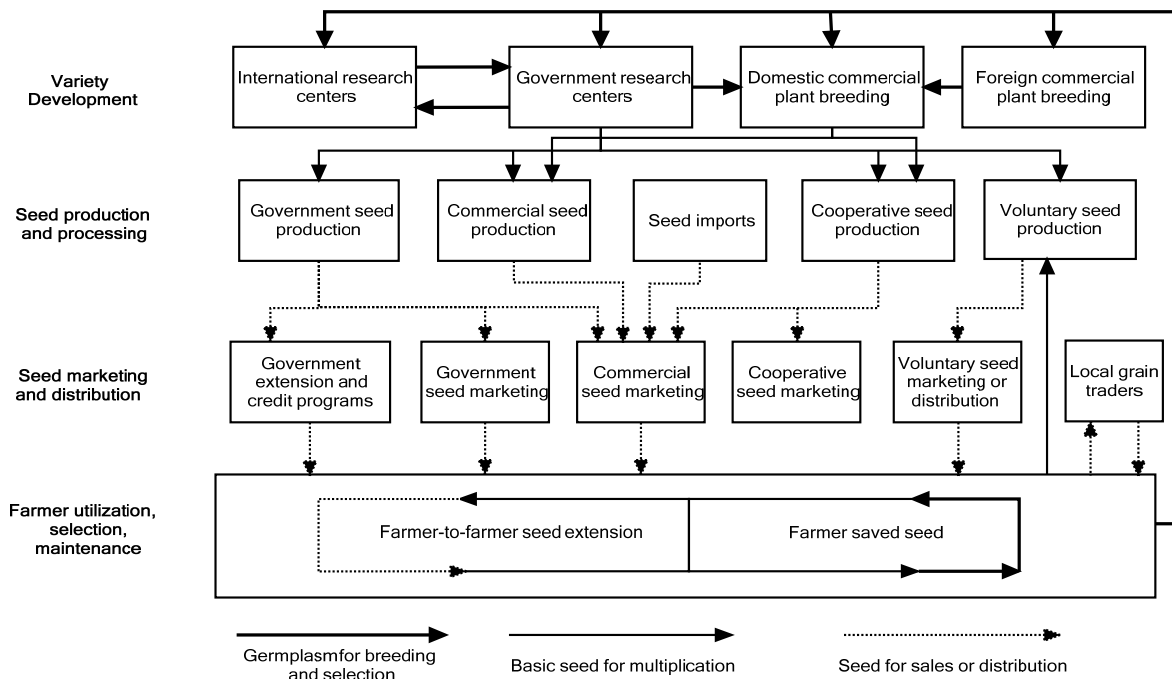 Variety
Development
International research
centers
Government research
centers
Domestic commercial
plant breeding
Foreign commercial
plant breeding
Seed production
and processing
Government seed
production
Commercial seed
production
Seed imports
Cooperative seed
production
Voluntary seed
production
Seed marketing
and distribution
Government
extension and
credit programs
Government
seed marketing
Commercial
seed marketing
Cooperative
seed marketing
Voluntary seed
marketing or
distribution
Local grain
traders
Farmer utilization,
selection,
maintenance
Farmer-to-farmer seed extension
Farmer saved seed
Germplasmfor breeding
and selection
Basic seed for multiplication
Seed for sales or distribution